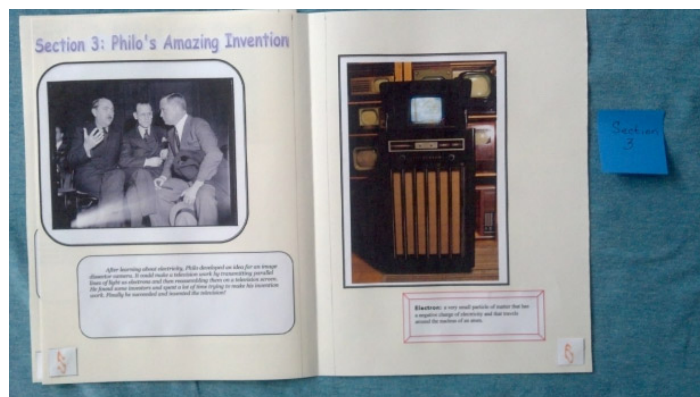 Section 3: Philo's Amazing Invention
After learning about electricity, Philo developed an idea for an image
dissector camera. It could make a television work by transmitting parallel
lines of light as electrons and then reassembling them on a television screen.
He found some investors and spent a lot of time trying to make his invention
work. Finally he succeeded and invented the television!
Electron: a very small particle of matter that has
a negative charge of electricity and that travels
around the nucleus of an atom.
Section
3